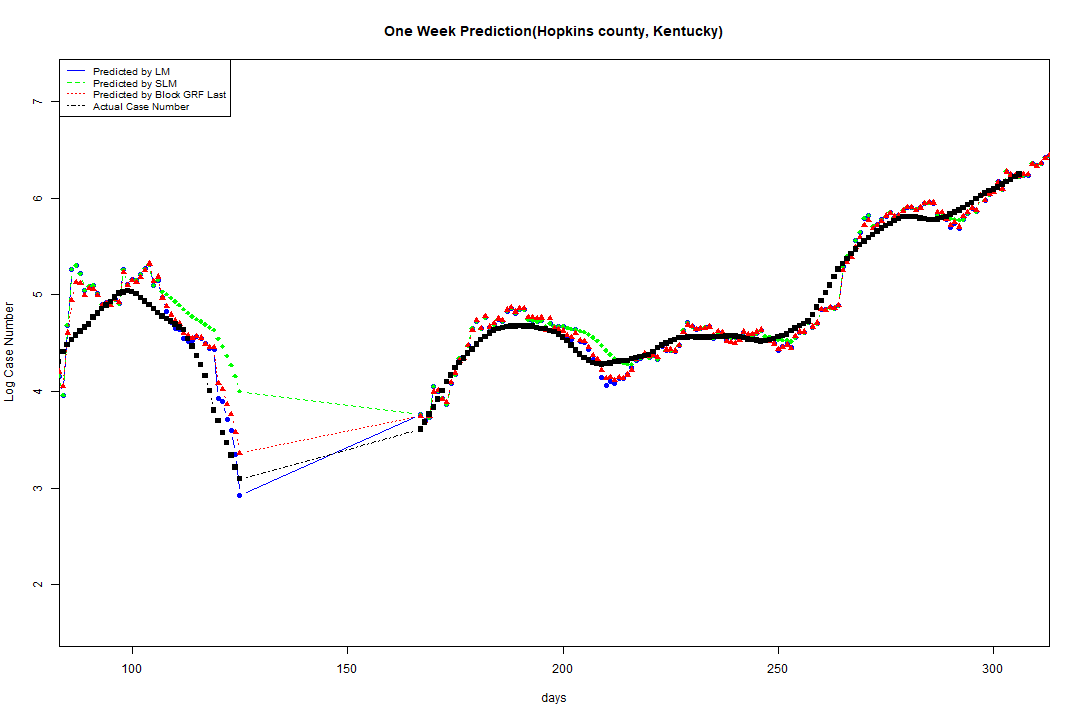 One Week Prediction(Hopkins county, Kentucky)
Predicted by LM
Predicted by SLM
Predicted by Block GRF Last
Actual Case Number
7
6
5
4
3
2
Log Case Number
100 150 200 250 300
days